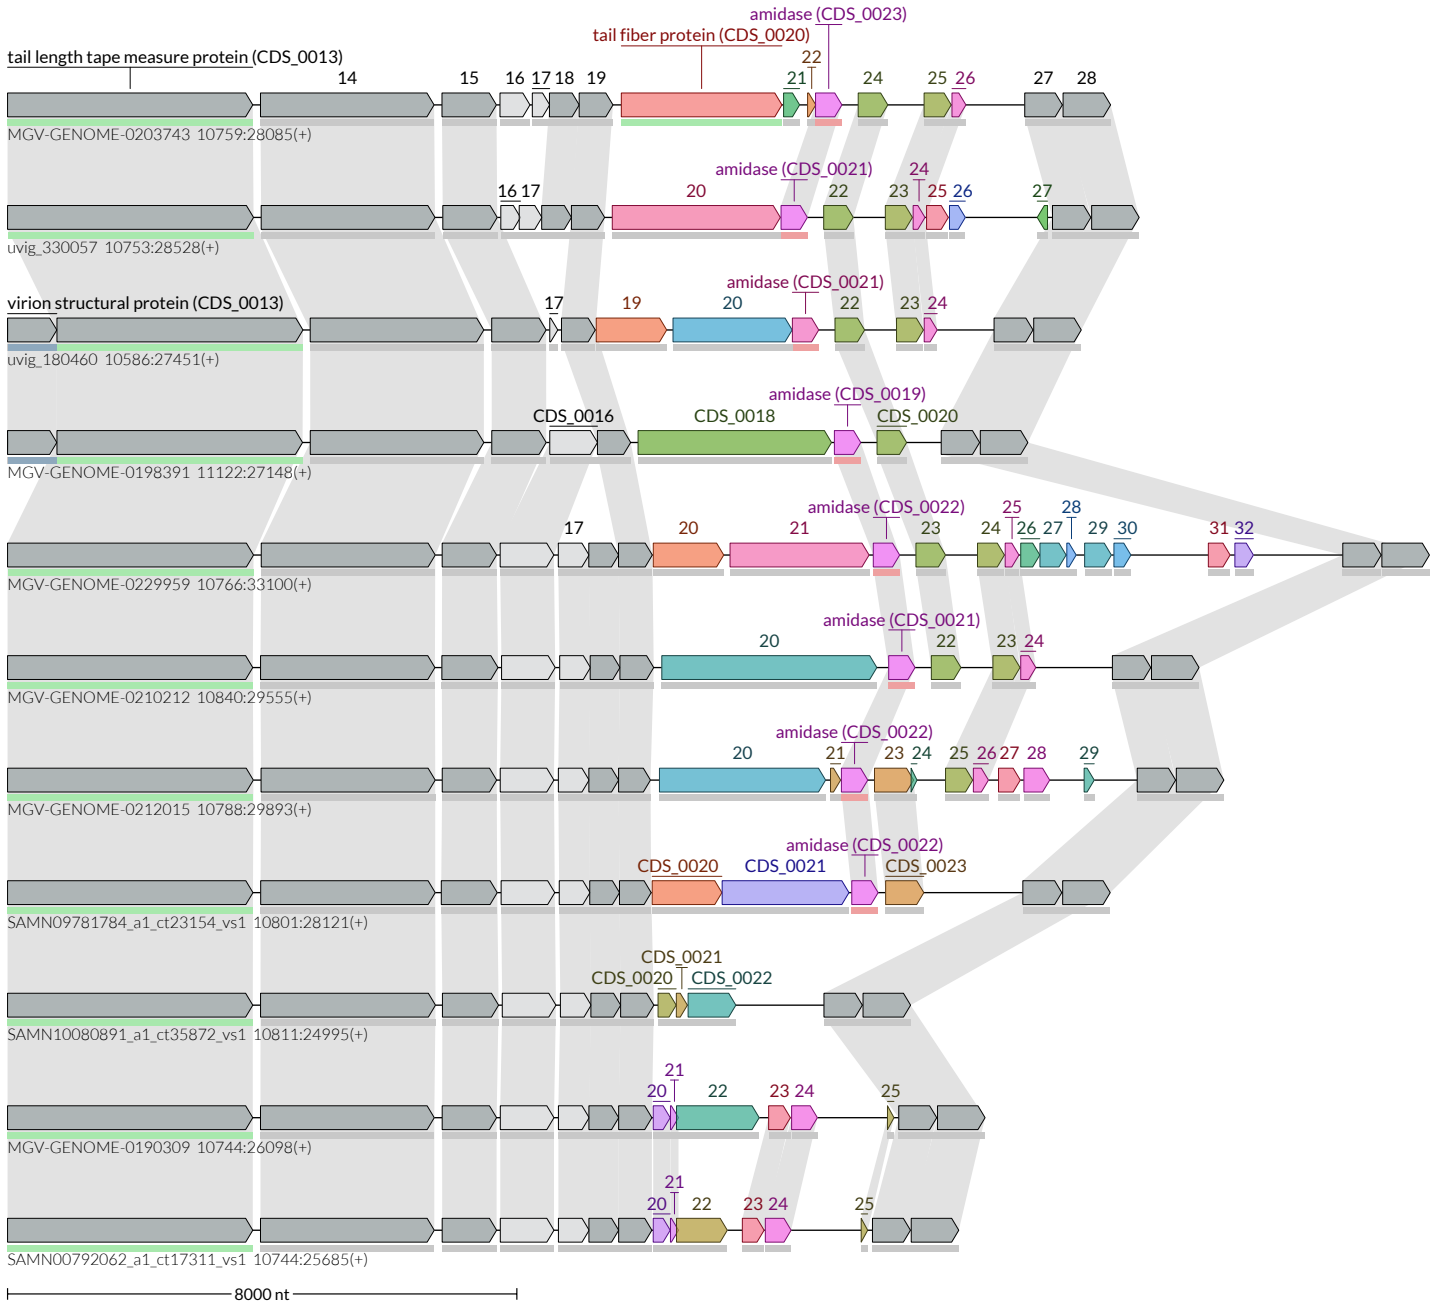 amidase (CDS_0023)
tail fiber protein (CDS_0020)
tail length tape measure protein (CDS_0013)
22
14 15 16 17 18 19 21 24 25 26 27 28
MGV-GENOME-0203743 10759:28085(+)
amidase (CDS_0021) 24
16 17 20 22 23 25 26 27
uvig_330057 10753:28528(+)
amidase (CDS_0021)
virion structural protein (CDS_0013) 17 19 20 22 23 24
uvig_180460 10586:27451(+)
amidase (CDS_0019)
CDS_0016 CDS_0018 CDS_0020
MGV-GENOME-0198391 11122:27148(+)
amidase (CDS_0022) 25 28
17 20 21 23 24 26 27 29 30 31 32
MGV-GENOME-0229959 10766:33100(+)
amidase (CDS_0021)
20 22 23 24
MGV-GENOME-0210212 10840:29555(+)
amidase (CDS_0022)
20 21 23 24 25 26 27 28 29
MGV-GENOME-0212015 10788:29893(+)
amidase (CDS_0022)
CDS_0020 CDS_0021 CDS_0023
SAMN09781784_a1_ct23154_vs1 10801:28121(+)
CDS_0021
CDS_0020 CDS_0022
SAMN10080891_a1_ct35872_vs1 10811:24995(+)
21
20 22 23 24 25
MGV-GENOME-0190309 10744:26098(+)
21
20 22 23 24 25
SAMN00792062_a1_ct17311_vs1 10744:25685(+)
8000 nt